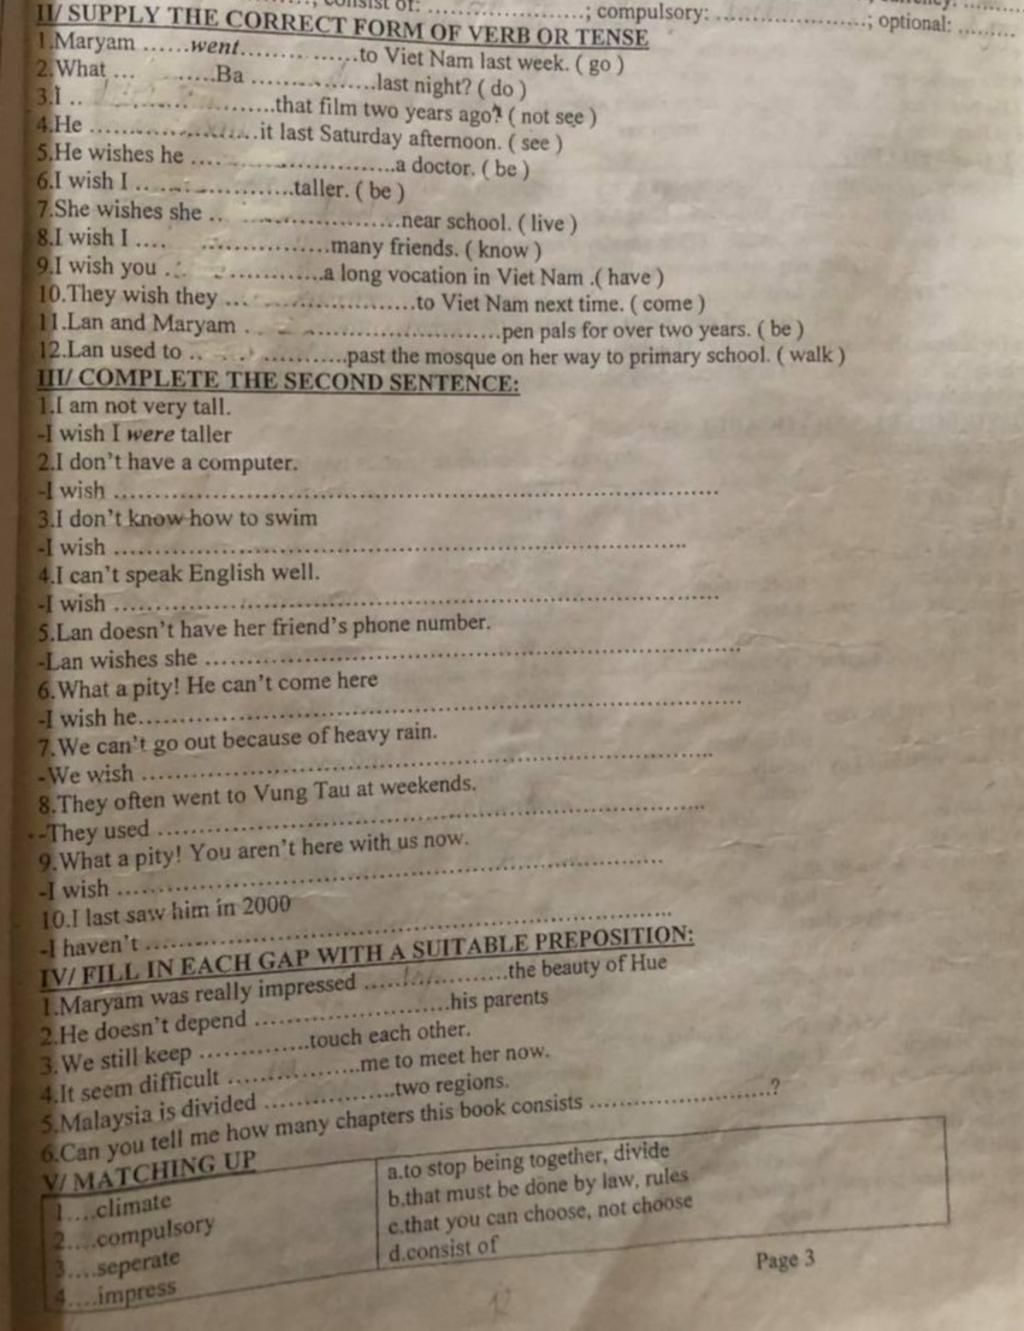 consist of: ....................; compulsory: ....................; optional: .........
II/ SUPPLY THE CORRECT FORM OF VERB OR TENSE
1.Maryam ......went....................to Viet Nam last week. ( go )
2.What ... ......Ba ..................last night? ( do )
3.I .. ....................that film two years ago? ( not see )
4.He ..........................it last Saturday afternoon. ( see )
5.He wishes he ..............................a doctor. ( be )
6.I wish I .......................taller. ( be )
7.She wishes she .. .......................near school. ( live )
8.I wish I .... ..................many friends. ( know )
9.I wish you ... ..............a long vocation in Viet Nam .( have )
10.They wish they ... ......................to Viet Nam next time. ( come )
11.Lan and Maryam .. ............................pen pals for over two years. ( be )
12.Lan used to .. ..............past the mosque on her way to primary school. ( walk )
III/ COMPLETE THE SECOND SENTENCE:
1.I am not very tall.
-I wish I were taller
2.I don't have a computer.
-I wish ......................................................................
3.I don't know how to swim
-I wish ......................................................................
4.I can't speak English well.
-I wish ......................................................................
5.Lan doesn't have her friend's phone number.
-Lan wishes she ......................................................................
6.What a pity! He can't come here
-I wish he......................................................................
7.We can't go out because of heavy rain.
-We wish ......................................................................
8.They often went to Vung Tau at weekends.
-They used ......................................................................
9.What a pity! You aren't here with us now.
-I wish ......................................................................
10.I last saw him in 2000
-I haven't ......................................................................
IV/ FILL IN EACH GAP WITH A SUITABLE PREPOSITION:
1.Maryam was really impressed ....................the beauty of Hue
2.He doesn't depend .........................his parents
3.We still keep ..............touch each other.
4.It seem difficult .................me to meet her now.
5.Malaysia is divided .................two regions.
6.Can you tell me how many chapters this book consists .......................?
V/ MATCHING UP
1....climate
2....compulsory
3....seperate
4....impress
a.to stop being together, divide
b.that must be done by law, rules
c.that you can choose, not choose
d.consist of
Page 3
12